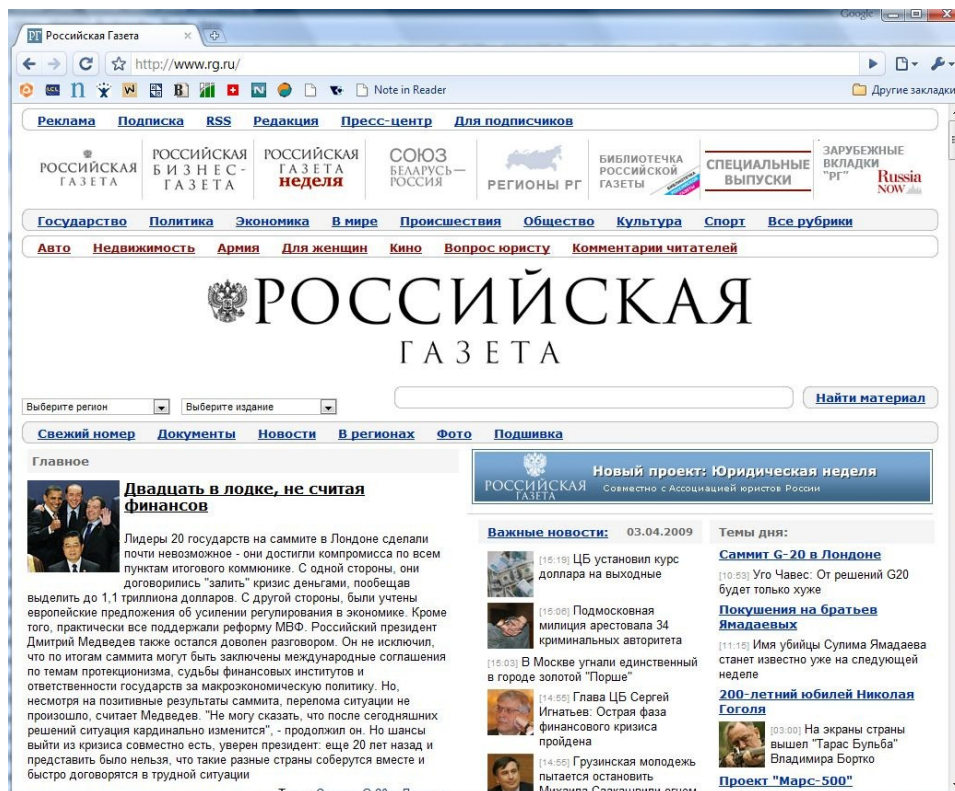 Google
Российская Газета
http://www.rg.ru/
Note in Reader
Другие закладки
Реклама Подписка RSS Редакция Пресс-центр Для подписчиков
РОССИЙСКАЯ
ГАЗЕТА
РОССИЙСКАЯ
БИЗНЕС-
ГАЗЕТА
РОССИЙСКАЯ
ГАЗЕТА
неделя
СОЮЗ
БЕЛАРУСЬ—
РОССИЯ
РЕГИОНЫ РГ
БИБЛИОТЕЧКА
РОССИЙСКОЙ
ГАЗЕТЫ
СПЕЦИАЛЬНЫЕ
ВЫПУСКИ
ЗАРУБЕЖНЫЕ
ВКЛАДКИ
"РГ"
Russia
NOW
Государство Политика Экономика В мире Происшествия Общество Культура Спорт Все рубрики
Авто Недвижимость Армия Для женщин Кино Вопрос юристу Комментарии читателей
РОССИЙСКАЯ
ГАЗЕТА
Выберите регион Выберите издание Найти материал
Свежий номер Документы Новости В регионах Фото Подшивка
Главное
Двадцать в лодке, не считая
финансов
Лидеры 20 государств на саммите в Лондоне сделали
почти невозможное - они достигли компромисса по всем
пунктам итогового коммюнике. С одной стороны, они
договорились "залить" кризис деньгами, пообещав
выделить до 1,1 триллиона долларов. С другой стороны, были учтены
европейские предложения об усилении регулирования в экономике. Кроме
того, практически все поддержали реформу МВФ. Российский президент
Дмитрий Медведев также остался доволен разговором. Он не исключил,
что по итогам саммита могут быть заключены международные соглашения
по темам протекционизма, судьбы финансовых институтов и
ответственности государств за макроэкономическую политику. Но,
несмотря на позитивные результаты саммита, перелома ситуации не
произошло, считает Медведев. "Не могу сказать, что после сегодняшних
решений ситуация кардинально изменится", - продолжил он. Но шансы
выйти из кризиса совместно есть, уверен президент: еще 20 лет назад и
представить было нельзя, что такие разные страны соберутся вместе и
быстро договорятся в трудной ситуации
РОССИЙСКАЯ
ГАЗЕТА
Новый проект: Юридическая неделя
Совместно с Ассоциацией юристов России
Важные новости: 03.04.2009
[15:19] ЦБ установил курс
доллара на выходные
[15:06] Подмосковная
милиция арестовала 34
криминальных авторитета
[15:03] В Москве угнали единственный
в городе золотой "Порше"
[14:55] Глава ЦБ Сергей
Игнатьев: Острая фаза
финансового кризиса
пройдена
[14:55] Грузинская молодежь
пытается остановить
Михаила Саакашвили огнем
Темы дня:
Саммит G-20 в Лондоне
[10:53] Уго Чавес: От решений G20
будет только хуже
Покушения на братьев
Ямадаевых
[11:15] Имя убийцы Сулима Ямадаева
станет известно уже на следующей
неделе
200-летний юбилей Николая
Гоголя
[03:00] На экраны страны
вышел "Тарас Бульба"
Владимира Бортко
Проект "Марс-500"